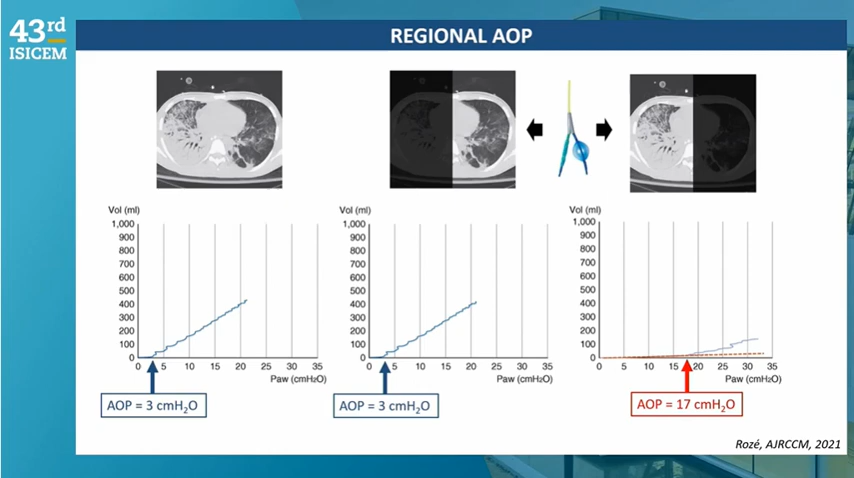 43rd
ISICEM
REGIONAL AOP
Vol (ml)
1,000
900
800
700
600
500
400
300
200
100
0
0 5 10 15 20 25 30 35
Paw (cmH₂O)
AOP = 3 cmH₂O
Vol (ml)
1,000
900
800
700
600
500
400
300
200
100
0
0 5 10 15 20 25 30 35
Paw (cmH₂O)
AOP = 3 cmH₂O
Vol (ml)
1,000
900
800
700
600
500
400
300
200
100
0
0 5 10 15 20 25 30 35
Paw (cmH₂O)
AOP = 17 cmH₂O
Rozé, AJRCCM, 2021